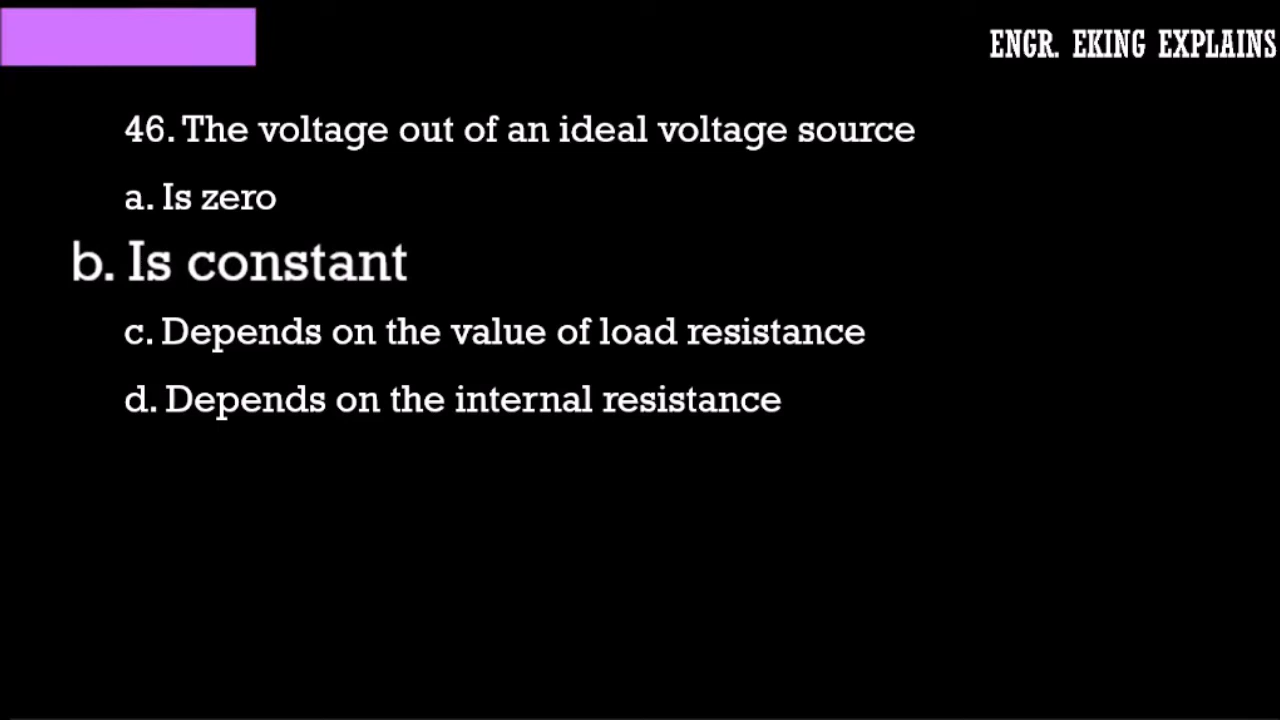 ENGR. EKING EXPLAINS
46. The voltage out of an ideal voltage source
a. Is zero
b. Is constant
c. Depends on the value of load resistance
d. Depends on the internal resistance